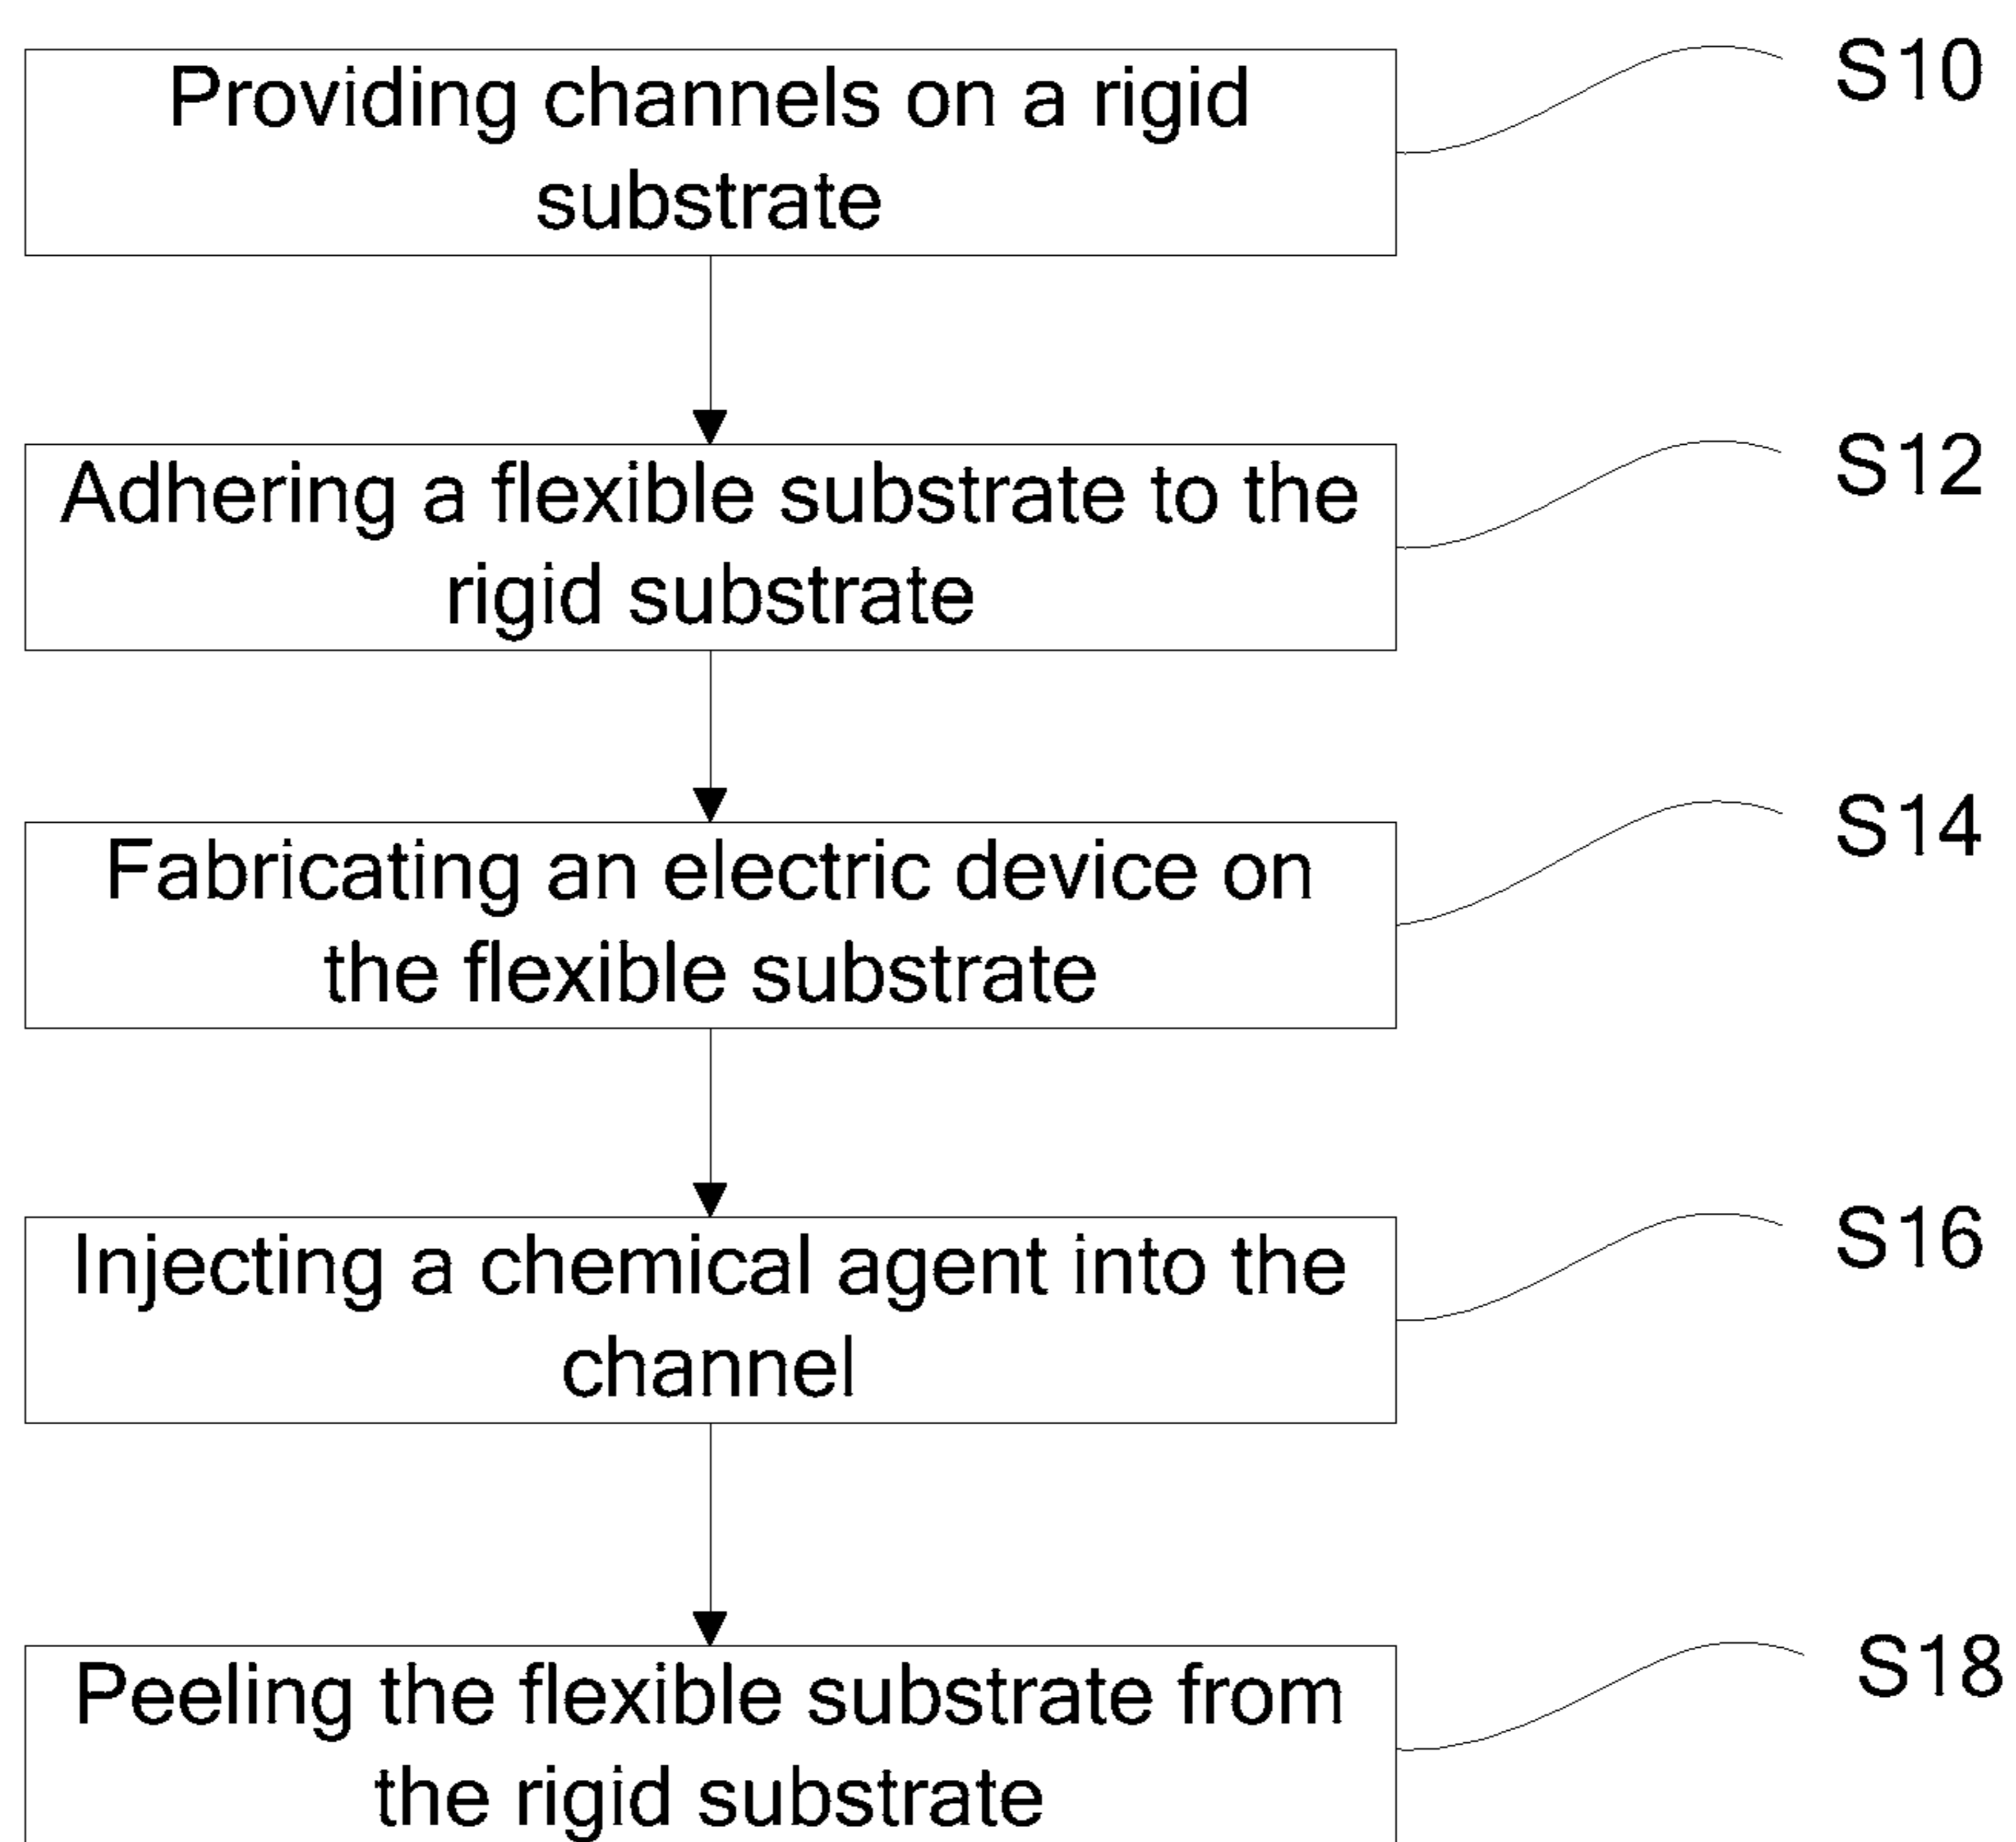 Providing channels on a rigid
substrate
S10
Adhering a flexible substrate to the
rigid substrate
S12
Fabricating an electric device on
the flexible substrate
S14
Injecting a chemical agent into the
channel
S16
Peeling the flexible substrate from
the rigid substrate
S18